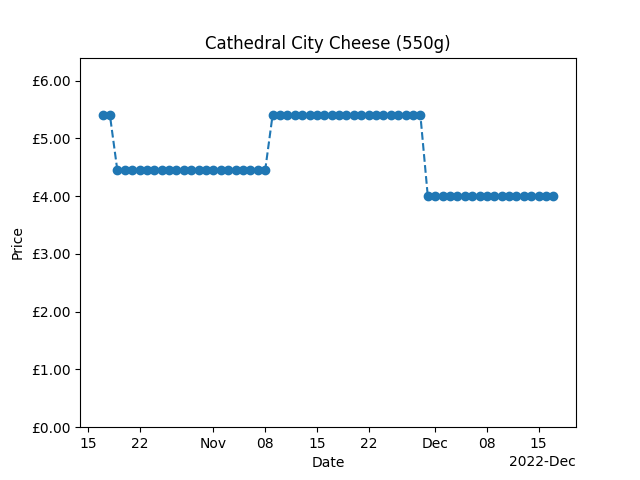 Cathedral City Cheese (550g)
£6.00
£5.00
£4.00
£3.00
£2.00
£1.00
£0.00
Price
15 22 Nov 08 15 22 Dec 08 15
Date
2022-Dec